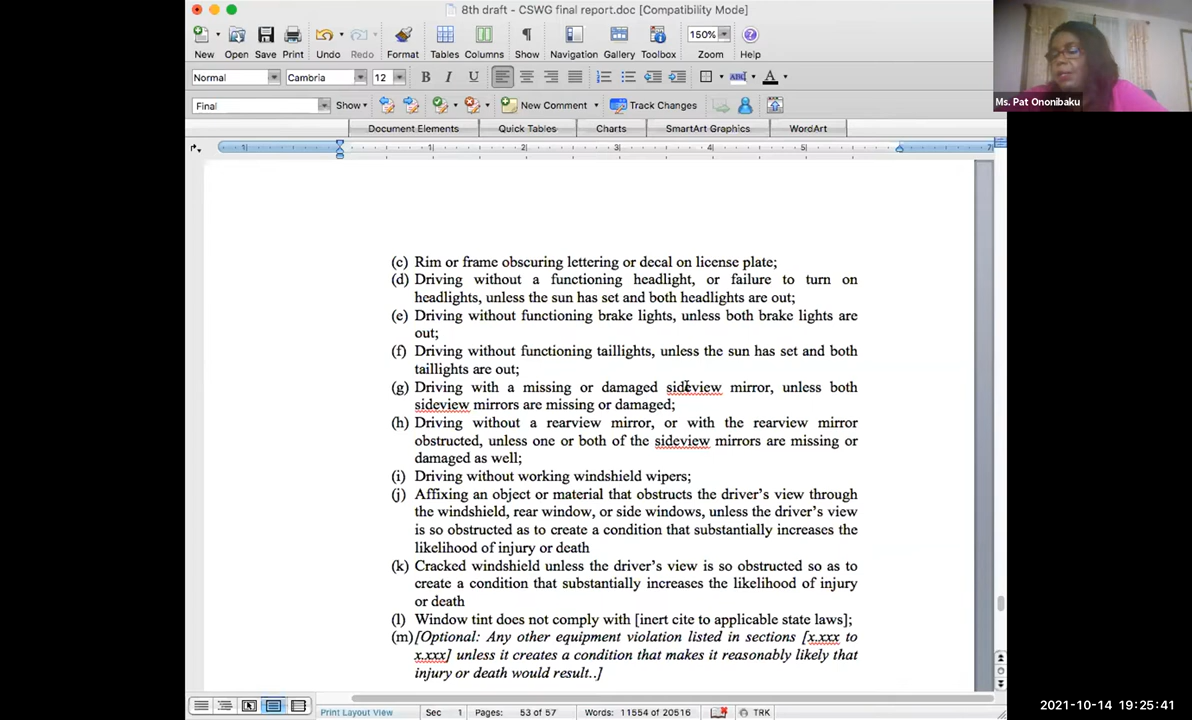 8th draft - CSWG final report.doc [Compatibility Mode]
150%
New Open Save Print Undo Redo Format Tables Columns Show Navigation Gallery Toolbox Zoom Help
Normal Cambria 12 B I U A
Final Show New Comment Track Changes
Document Elements Quick Tables Charts SmartArt Graphics WordArt
1 1 2 3 4 5 7
(c) Rim or frame obscuring lettering or decal on license plate;
(d) Driving without a functioning headlight, or failure to turn on
headlights, unless the sun has set and both headlights are out;
(e) Driving without functioning brake lights, unless both brake lights are
out;
(f) Driving without functioning taillights, unless the sun has set and both
taillights are out;
(g) Driving with a missing or damaged sideview mirror, unless both
sideview mirrors are missing or damaged;
(h) Driving without a rearview mirror, or with the rearview mirror
obstructed, unless one or both of the sideview mirrors are missing or
damaged as well;
(i) Driving without working windshield wipers;
(j) Affixing an object or material that obstructs the driver's view through
the windshield, rear window, or side windows, unless the driver's view
is so obstructed as to create a condition that substantially increases the
likelihood of injury or death
(k) Cracked windshield unless the driver's view is so obstructed so as to
create a condition that substantially increases the likelihood of injury
or death
(l) Window tint does not comply with [inert cite to applicable state laws];
(m)[Optional: Any other equipment violation listed in sections [x.xxx to
x.xxx] unless it creates a condition that makes it reasonably likely that
injury or death would result..]
Print Layout View Sec 1 Pages: 53 of 57 Words: 11554 of 20516 TRK
Ms. Pat Ononibaku
2021-10-14 19:25:41